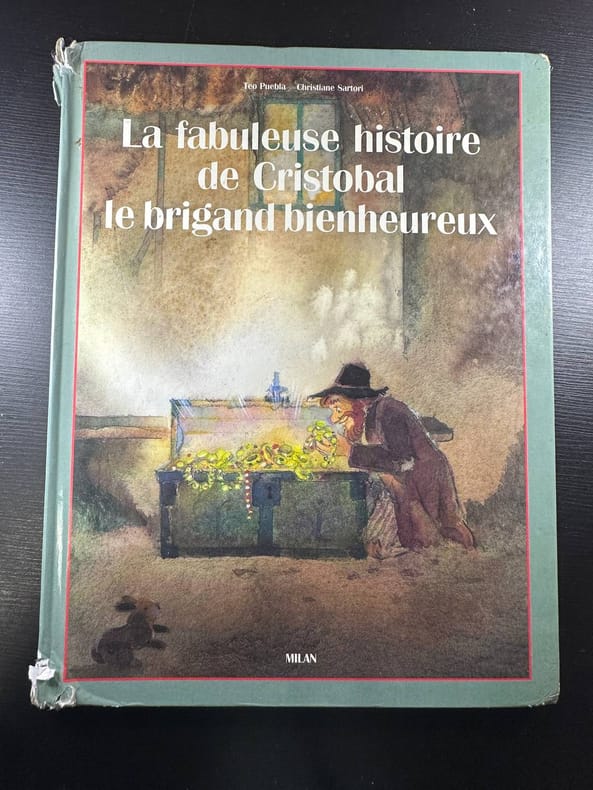 Teo Puebla Christiane Sartori
La fabuleuse histoire
de Cristobal
le brigand bienheureux
MILAN